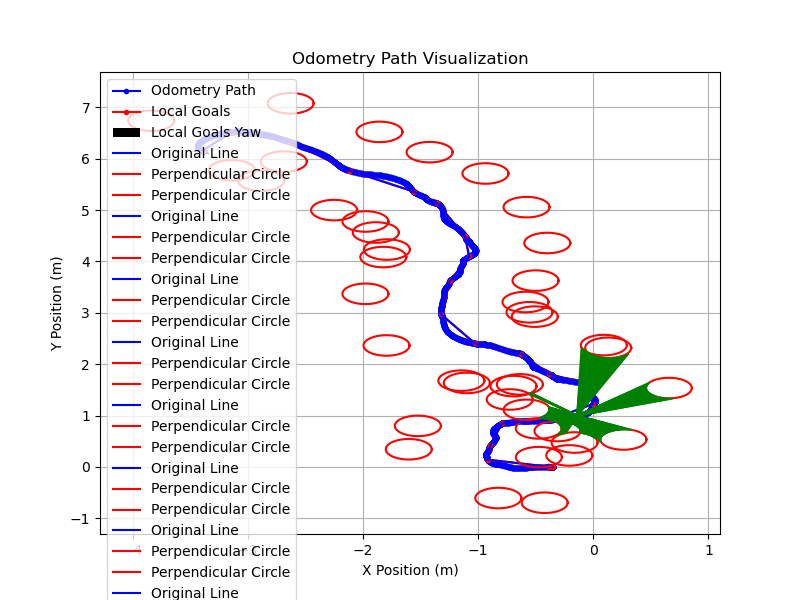 Odometry Path Visualization
Y Position (m)
7
6
5
4
3
2
1
0
−1
−2
−1
0
1
X Position (m)
Odometry Path
Local Goals
Local Goals Yaw
Original Line
Perpendicular Circle
Perpendicular Circle
Original Line
Perpendicular Circle
Perpendicular Circle
Original Line
Perpendicular Circle
Perpendicular Circle
Original Line
Perpendicular Circle
Perpendicular Circle
Original Line
Perpendicular Circle
Perpendicular Circle
Original Line
Perpendicular Circle
Perpendicular Circle
Original Line
Perpendicular Circle
Perpendicular Circle
Original Line